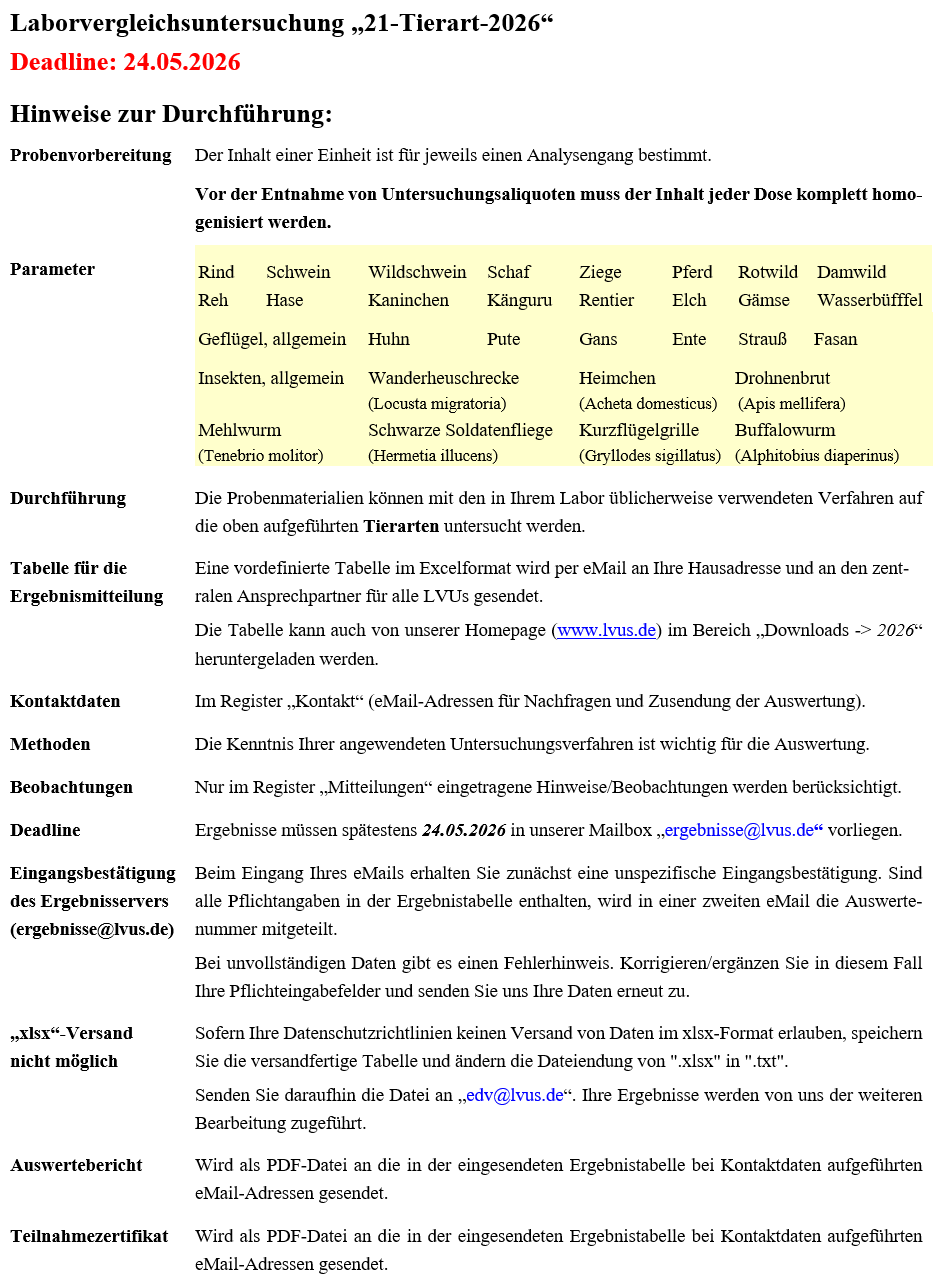 Laborvergleichsuntersuchung „21-Tierart-2026“
Deadline: 24.05.2026
Hinweise zur Durchführung:
Probenvorbereitung Der Inhalt einer Einheit ist für jeweils einen Analysengang bestimmt.
Vor der Entnahme von Untersuchungsaliquoten muss der Inhalt jeder Dose komplett homo-
genisiert werden.
Parameter Rind Schwein Wildschwein Schaf Ziege Pferd Rotwild Damwild
Reh Hase Kaninchen Känguru Rentier Elch Gämse Wasserbüfffel
Geflügel, allgemein Huhn Pute Gans Ente Strauß Fasan
Insekten, allgemein Wanderheuschrecke Heimchen Drohnenbrut
(Locusta migratoria) (Acheta domesticus) (Apis mellifera)
Mehlwurm Schwarze Soldatenfliege Kurzflügelgrille Buffalowurm
(Tenebrio molitor) (Hermetia illucens) (Gryllodes sigillatus) (Alphitobius diaperinus)
Durchführung Die Probenmaterialien können mit den in Ihrem Labor üblicherweise verwendeten Verfahren auf
die oben aufgeführten Tierarten untersucht werden.
Tabelle für die Eine vordefinierte Tabelle im Excelformat wird per eMail an Ihre Hausadresse und an den zent-
Ergebnismitteilung ralen Ansprechpartner für alle LVUs gesendet.
Die Tabelle kann auch von unserer Homepage (www.lvus.de) im Bereich „Downloads -> 2026“
heruntergeladen werden.
Kontaktdaten Im Register „Kontakt“ (eMail-Adressen für Nachfragen und Zusendung der Auswertung).
Methoden Die Kenntnis Ihrer angewendeten Untersuchungsverfahren ist wichtig für die Auswertung.
Beobachtungen Nur im Register „Mitteilungen“ eingetragene Hinweise/Beobachtungen werden berücksichtigt.
Deadline Ergebnisse müssen spätestens 24.05.2026 in unserer Mailbox „ergebnisse@lvus.de“ vorliegen.
Eingangsbestätigung Beim Eingang Ihres eMails erhalten Sie zunächst eine unspezifische Eingangsbestätigung. Sind
des Ergebnisservers alle Pflichtangaben in der Ergebnistabelle enthalten, wird in einer zweiten eMail die Auswerte-
(ergebnisse@lvus.de) nummer mitgeteilt.
Bei unvollständigen Daten gibt es einen Fehlerhinweis. Korrigieren/ergänzen Sie in diesem Fall
Ihre Pflichteingabefelder und senden Sie uns Ihre Daten erneut zu.
„xlsx“-Versand Sofern Ihre Datenschutzrichtlinien keinen Versand von Daten im xlsx-Format erlauben, speichern
nicht möglich Sie die versandfertige Tabelle und ändern die Dateiendung von ".xlsx" in ".txt".
Senden Sie daraufhin die Datei an „edv@lvus.de“. Ihre Ergebnisse werden von uns der weiteren
Bearbeitung zugeführt.
Auswertebericht Wird als PDF-Datei an die in der eingesendeten Ergebnistabelle bei Kontaktdaten aufgeführten
eMail-Adressen gesendet.
Teilnahmezertifikat Wird als PDF-Datei an die in der eingesendeten Ergebnistabelle bei Kontaktdaten aufgeführten
eMail-Adressen gesendet.